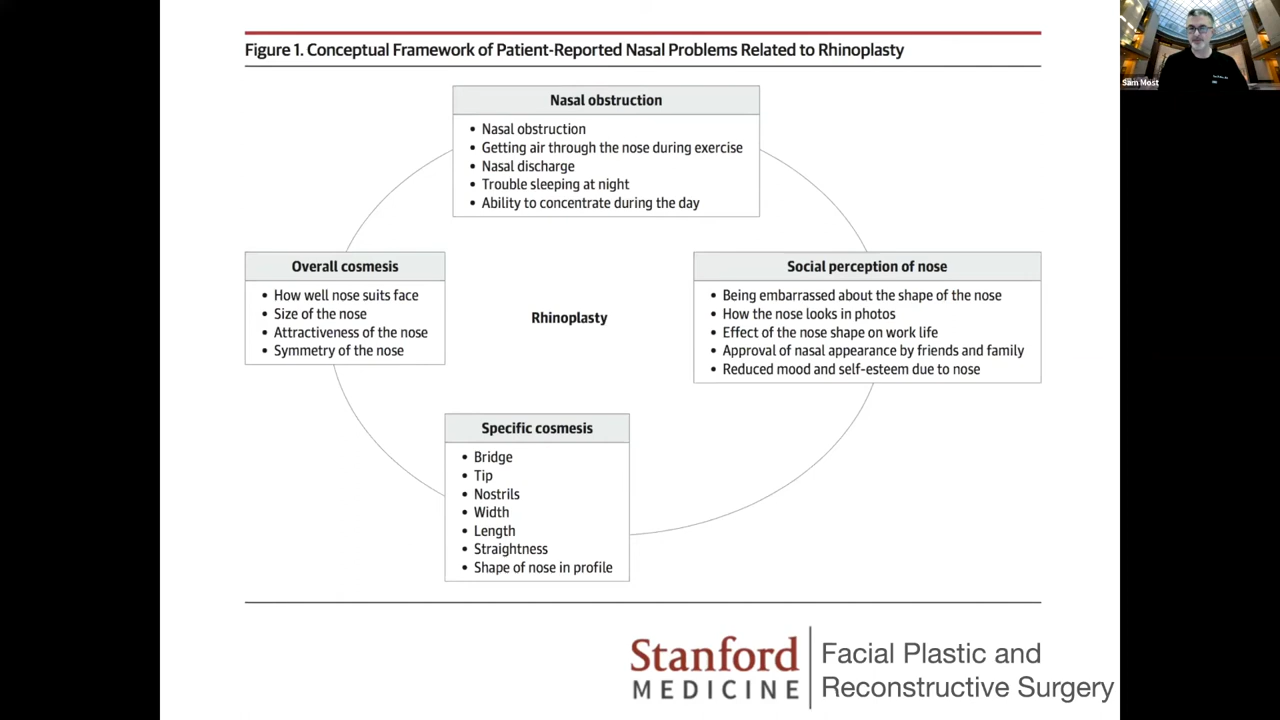 Figure 1. Conceptual Framework of Patient-Reported Nasal Problems Related to Rhinoplasty
Sam Most
Nasal obstruction
• Nasal obstruction
• Getting air through the nose during exercise
• Nasal discharge
• Trouble sleeping at night
• Ability to concentrate during the day
Overall cosmesis
• How well nose suits face
• Size of the nose
• Attractiveness of the nose
• Symmetry of the nose
Rhinoplasty
Social perception of nose
• Being embarrassed about the shape of the nose
• How the nose looks in photos
• Effect of the nose shape on work life
• Approval of nasal appearance by friends and family
• Reduced mood and self-esteem due to nose
Specific cosmesis
• Bridge
• Tip
• Nostrils
• Width
• Length
• Straightness
• Shape of nose in profile
Stanford
MEDICINE
Facial Plastic and
Reconstructive Surgery